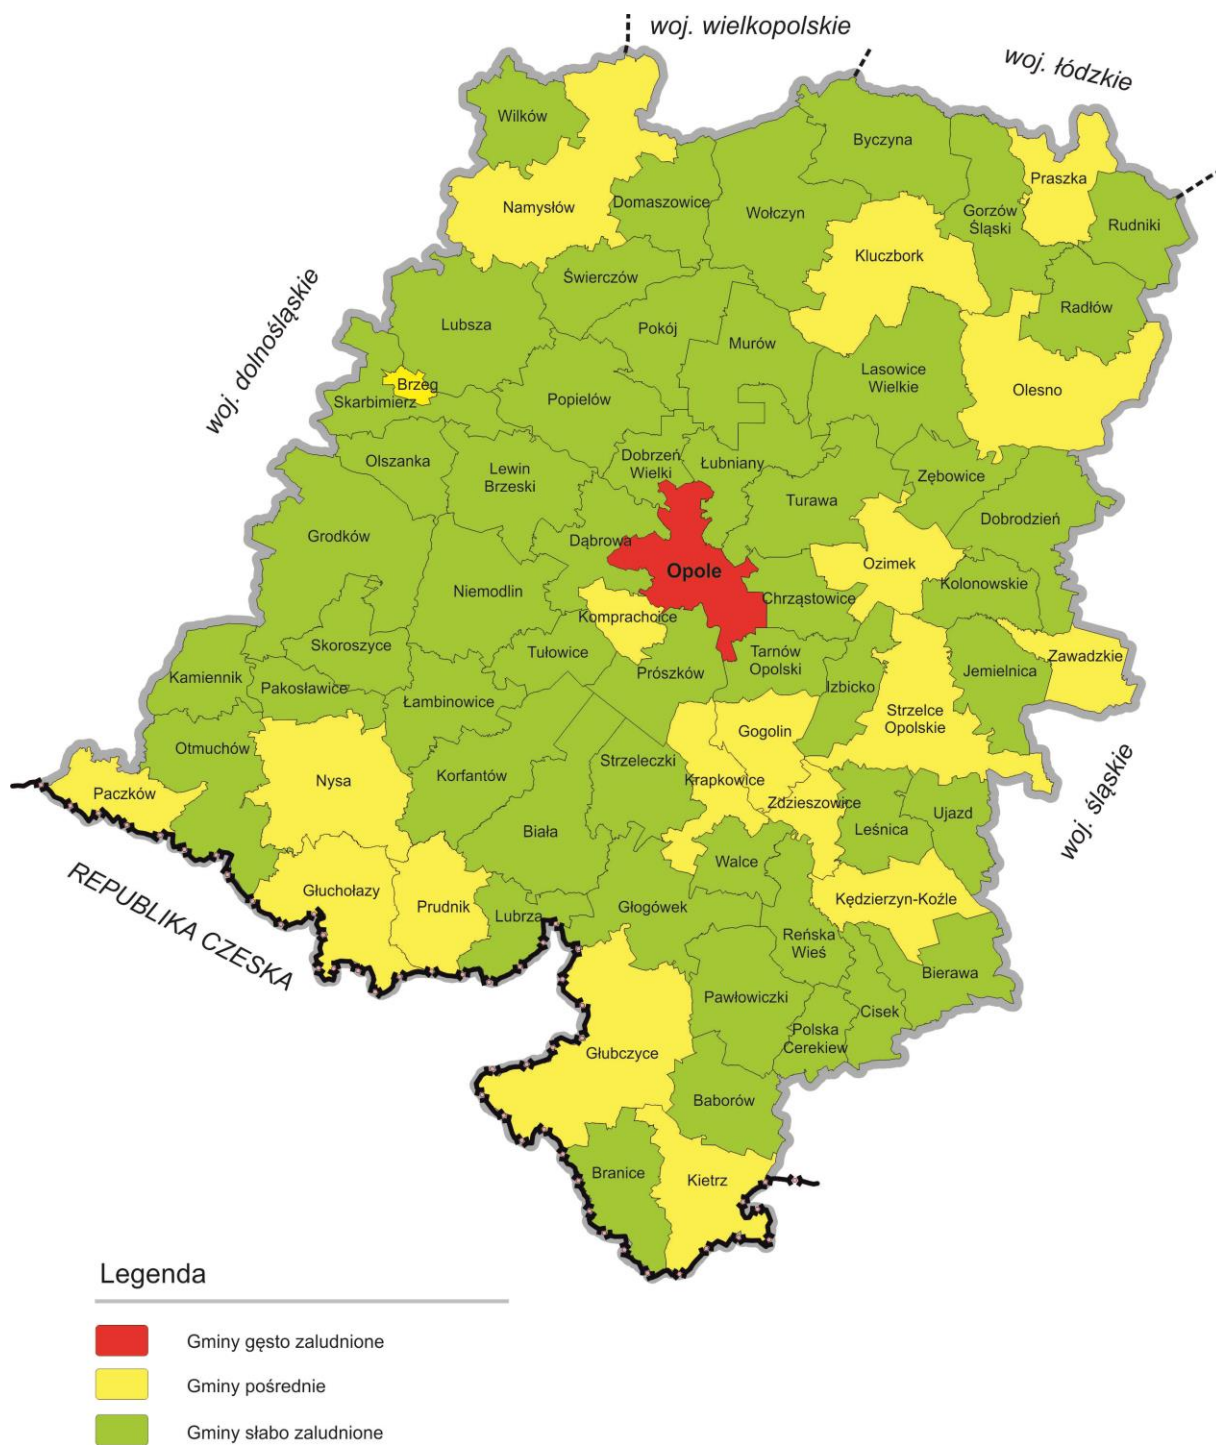 woj. wielkopolskie
woj. łódzkie
Wilków
Byczyna
Praszka
Namysłów
Domaszowice
Wołczyn
Gorzów
Śląski
Rudniki
Kluczbork
Świerczów
Radłów
Lubsza
Pokój
Murów
woj. dolnośląskie
Lasowice
Wielkie
Brzeg
Olesno
Skarbimierz
Popielów
Olszanka
Lewin
Brzeski
Dobrzeń
Wielki
Łubniany
Zębowice
Turawa
Dobrodzień
Grodków
Dąbrowa
Opole
Ozimek
Kolonowskie
Niemodlin
Chrząstowice
Komprachcice
Skoroszyce
Tułowice
Prószków
Tarnów
Opolski
Zawadzkie
Jemielnica
Kamiennik
Pakosławice
Izbicko
Łambinowice
Strzelce
Opolskie
Gogolin
Otmuchów
Strzeleczki
Nysa
Korfantów
Krapkowice
Paczków
Zdzieszowice
Ujazd
woj. śląskie
Leśnica
Biała
Walce
REPUBLIKA CZESKA
Głuchołazy
Prudnik
Kędzierzyn-Koźle
Lubrza
Głogówek
Reńska
Wieś
Bierawa
Pawłowiczki
Cisek
Polska
Cerekiew
Głubczyce
Baborów
Branice
Kietrz
Legenda
Gminy gęsto zaludnione
Gminy pośrednie
Gminy słabo zaludnione